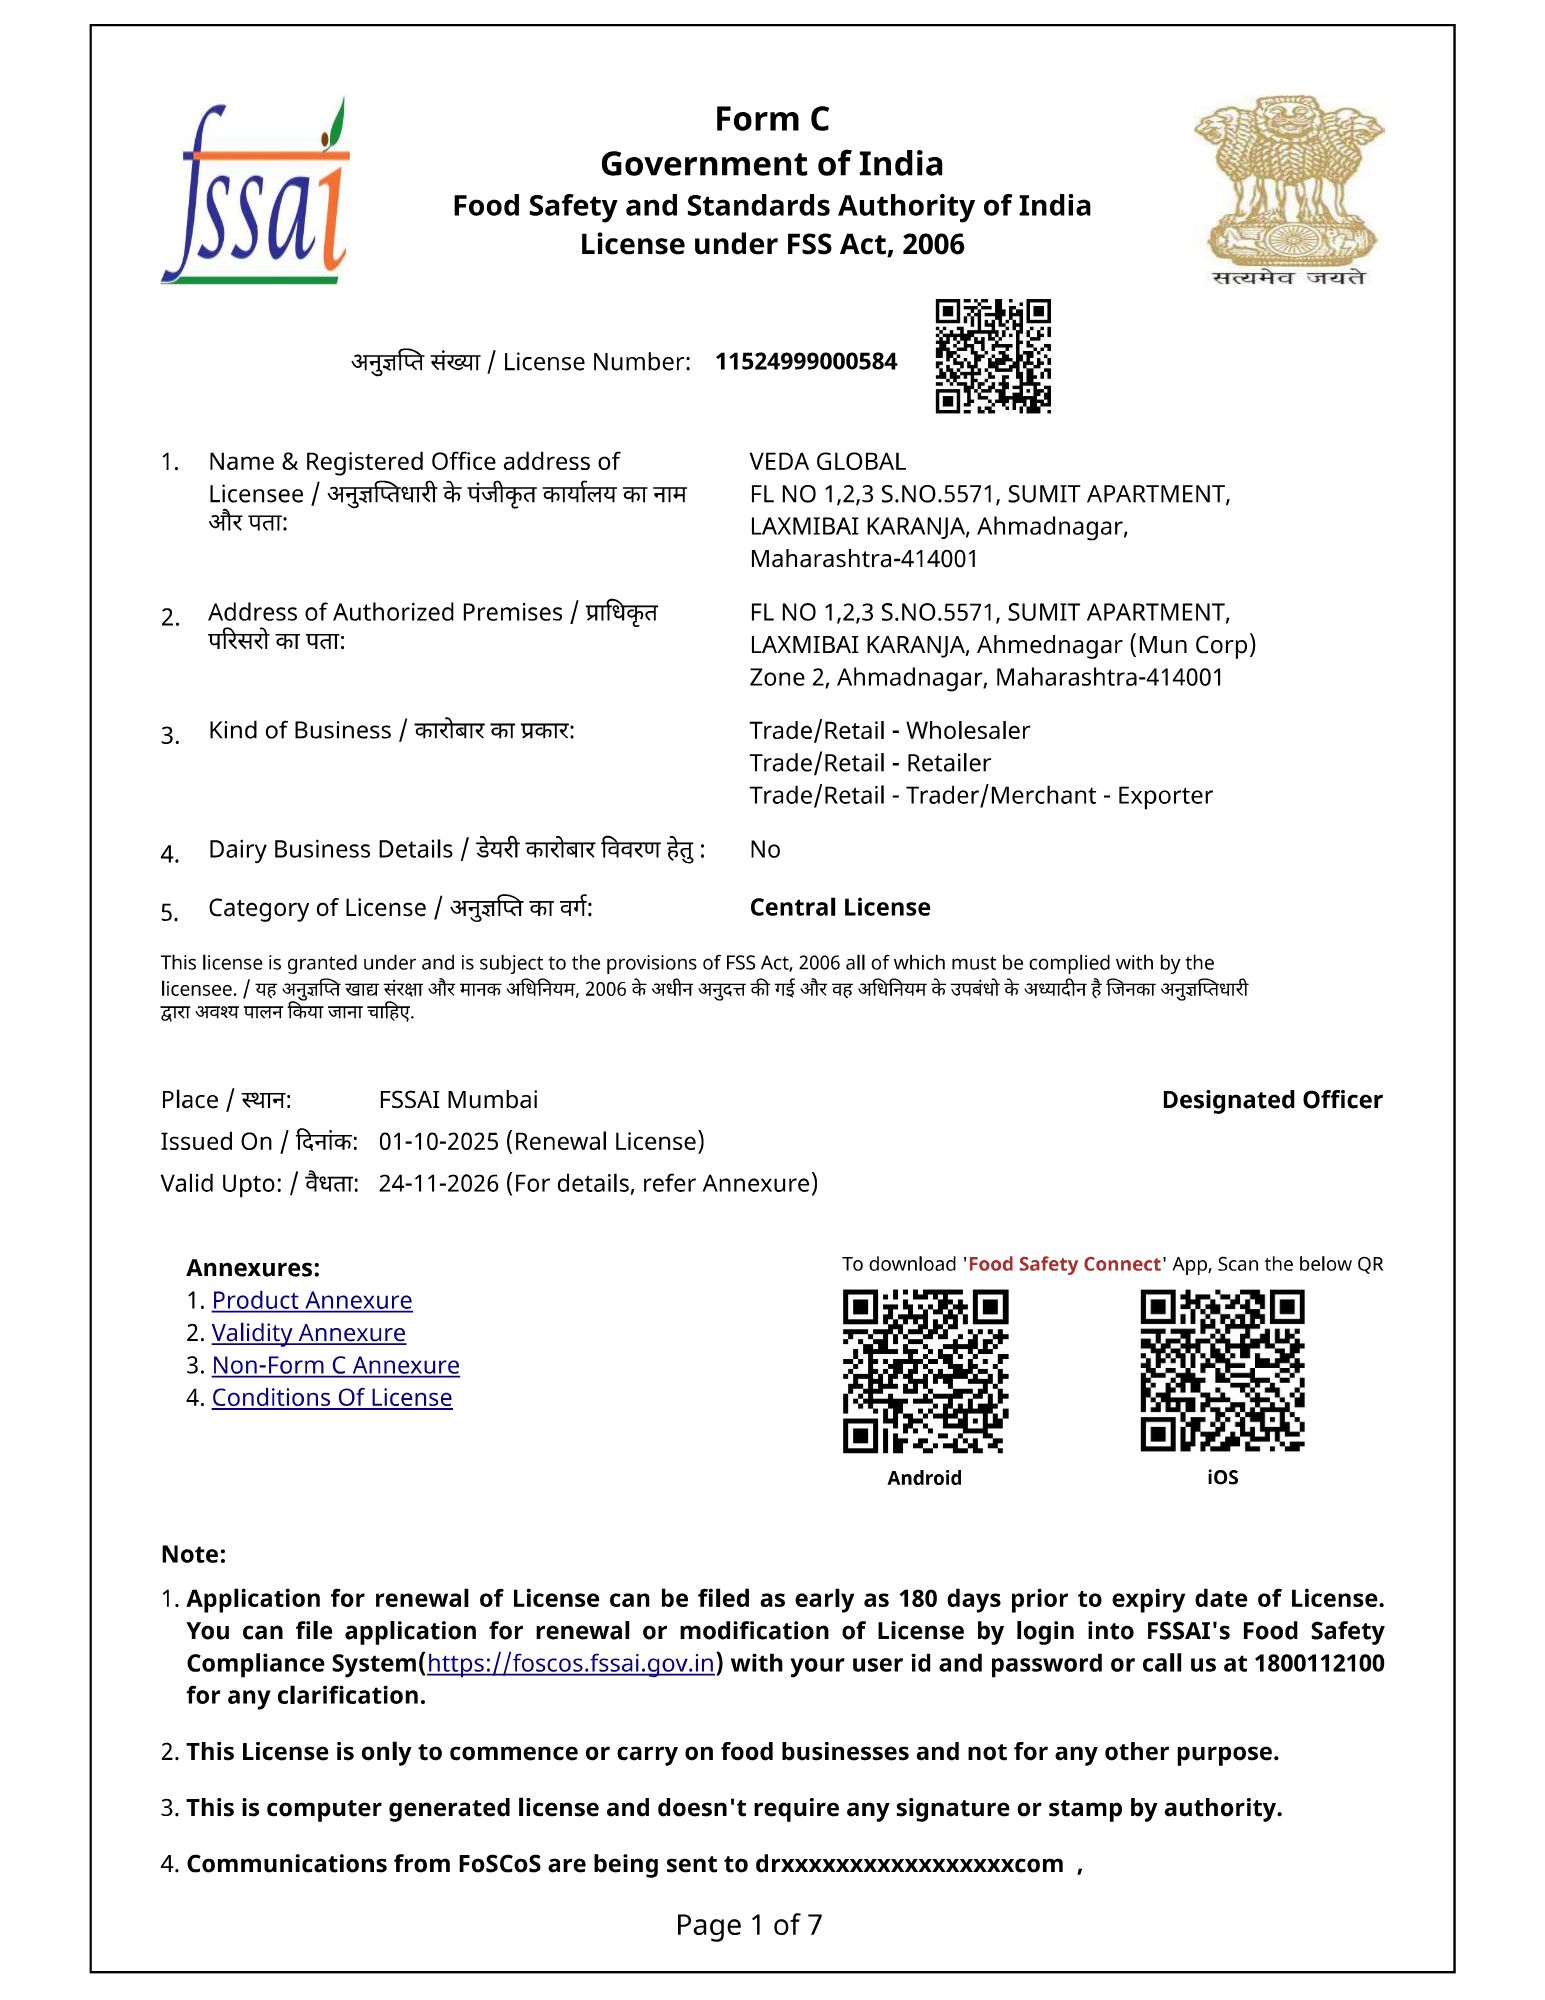 fssai
Form C
Government of India
Food Safety and Standards Authority of India
License under FSS Act, 2006
सत्यमेव जयते
अनुज्ञप्ति संख्या / License Number: 11524999000584
1. Name & Registered Office address of
Licensee / अनुज्ञप्तिधारी के पंजीकृत कार्यालय का नाम
और पता:
VEDA GLOBAL
FL NO 1,2,3 S.NO.5571, SUMIT APARTMENT,
LAXMIBAI KARANJA, Ahmadnagar,
Maharashtra-414001
2. Address of Authorized Premises / प्राधिकृत
परिसरो का पता:
FL NO 1,2,3 S.NO.5571, SUMIT APARTMENT,
LAXMIBAI KARANJA, Ahmednagar (Mun Corp)
Zone 2, Ahmadnagar, Maharashtra-414001
3. Kind of Business / कारोबार का प्रकार:
Trade/Retail - Wholesaler
Trade/Retail - Retailer
Trade/Retail - Trader/Merchant - Exporter
4. Dairy Business Details / डेयरी कारोबार विवरण हेतु : No
5. Category of License / अनुज्ञप्ति का वर्ग: Central License
This license is granted under and is subject to the provisions of FSS Act, 2006 all of which must be complied with by the
licensee. / यह अनुज्ञप्ति खाद्य संरक्षा और मानक अधिनियम, 2006 के अधीन अनुदत्त की गई और वह अधिनियम के उपबंधो के अध्यादीन है जिनका अनुज्ञप्तिधारी
द्वारा अवश्य पालन किया जाना चाहिए.
Place / स्थान: FSSAI Mumbai Designated Officer
Issued On / दिनांक: 01-10-2025 (Renewal License)
Valid Upto: / वैधता: 24-11-2026 (For details, refer Annexure)
Annexures:
1. Product Annexure
2. Validity Annexure
3. Non-Form C Annexure
4. Conditions Of License
To download 'Food Safety Connect' App, Scan the below QR
Android iOS
Note:
1. Application for renewal of License can be filed as early as 180 days prior to expiry date of License.
You can file application for renewal or modification of License by login into FSSAI's Food Safety
Compliance System(https://foscos.fssai.gov.in) with your user id and password or call us at 1800112100
for any clarification.
2. This License is only to commence or carry on food businesses and not for any other purpose.
3. This is computer generated license and doesn't require any signature or stamp by authority.
4. Communications from FoSCoS are being sent to drxxxxxxxxxxxxxxxxxcom ,
Page 1 of 7